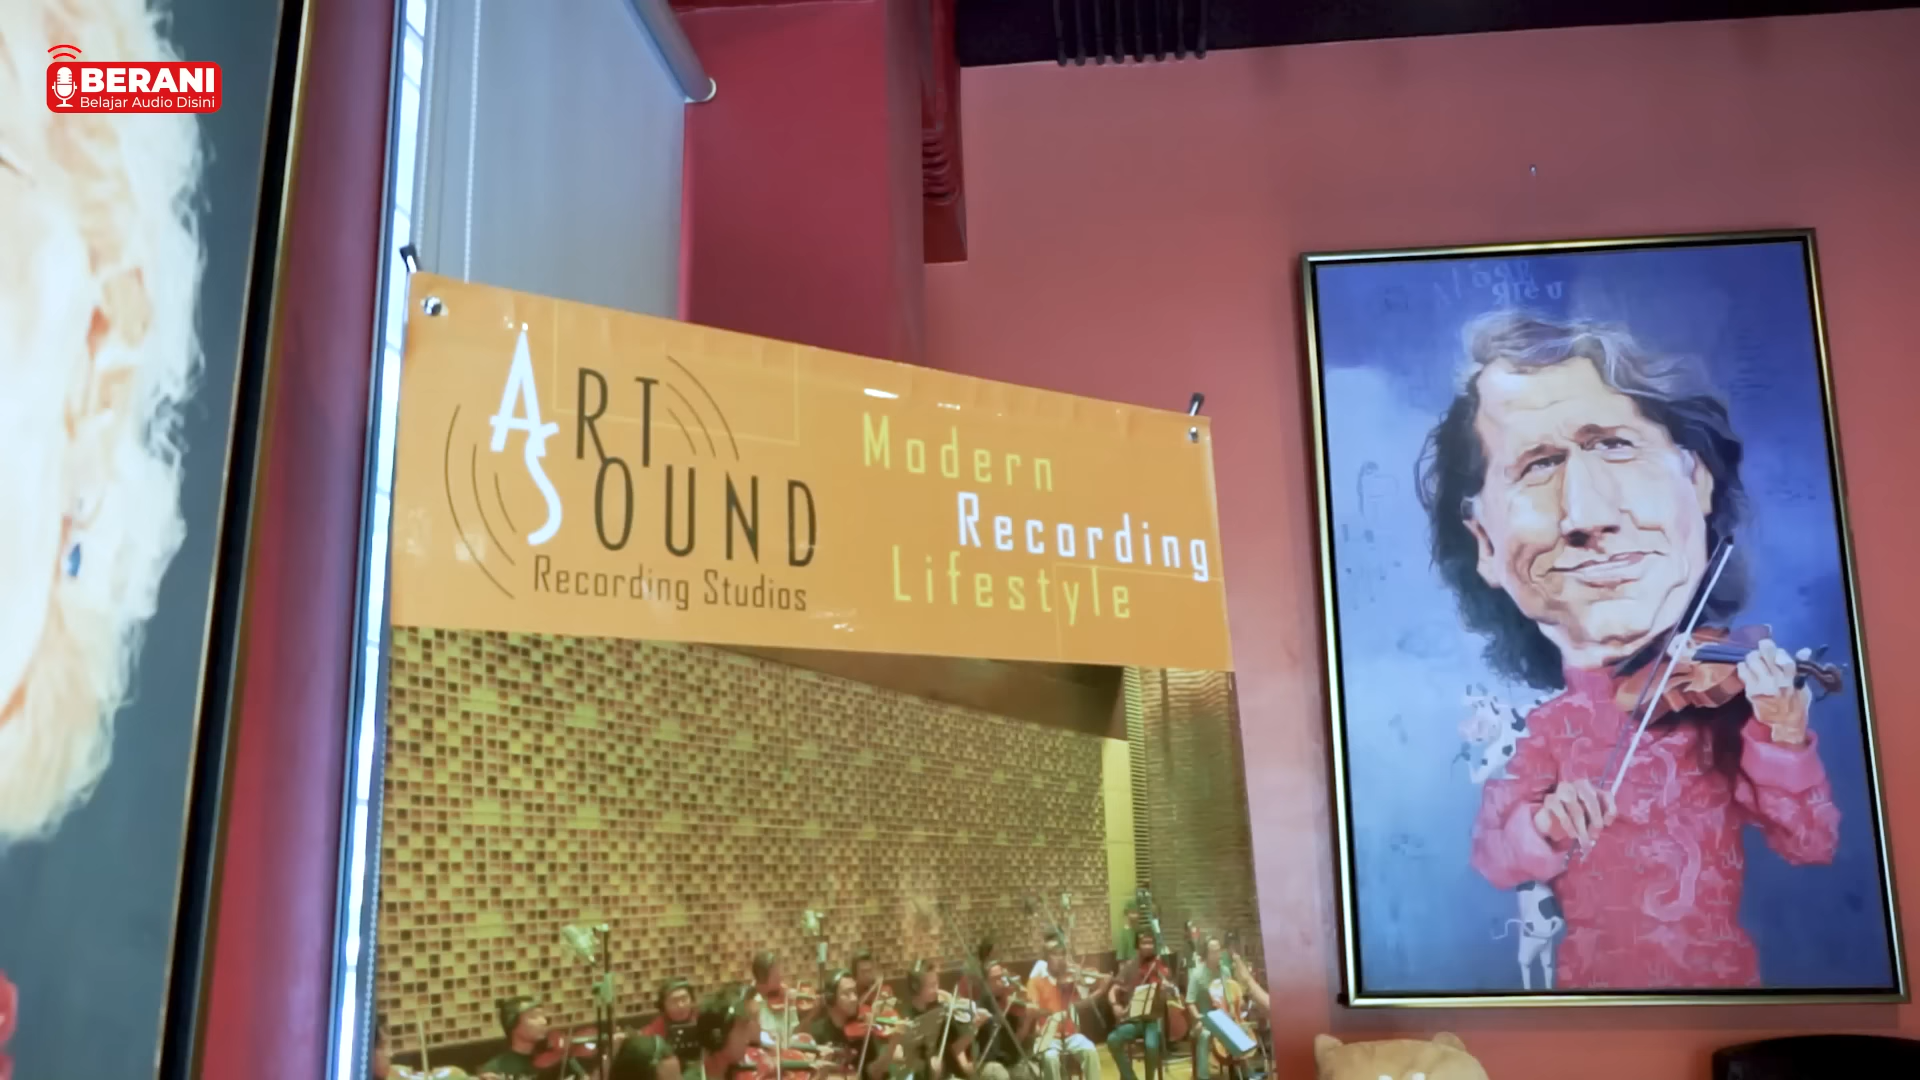 BERANI
Belajar Audio Disini
ART
SOUND
Recording Studios
Modern
Recording
Lifestyle